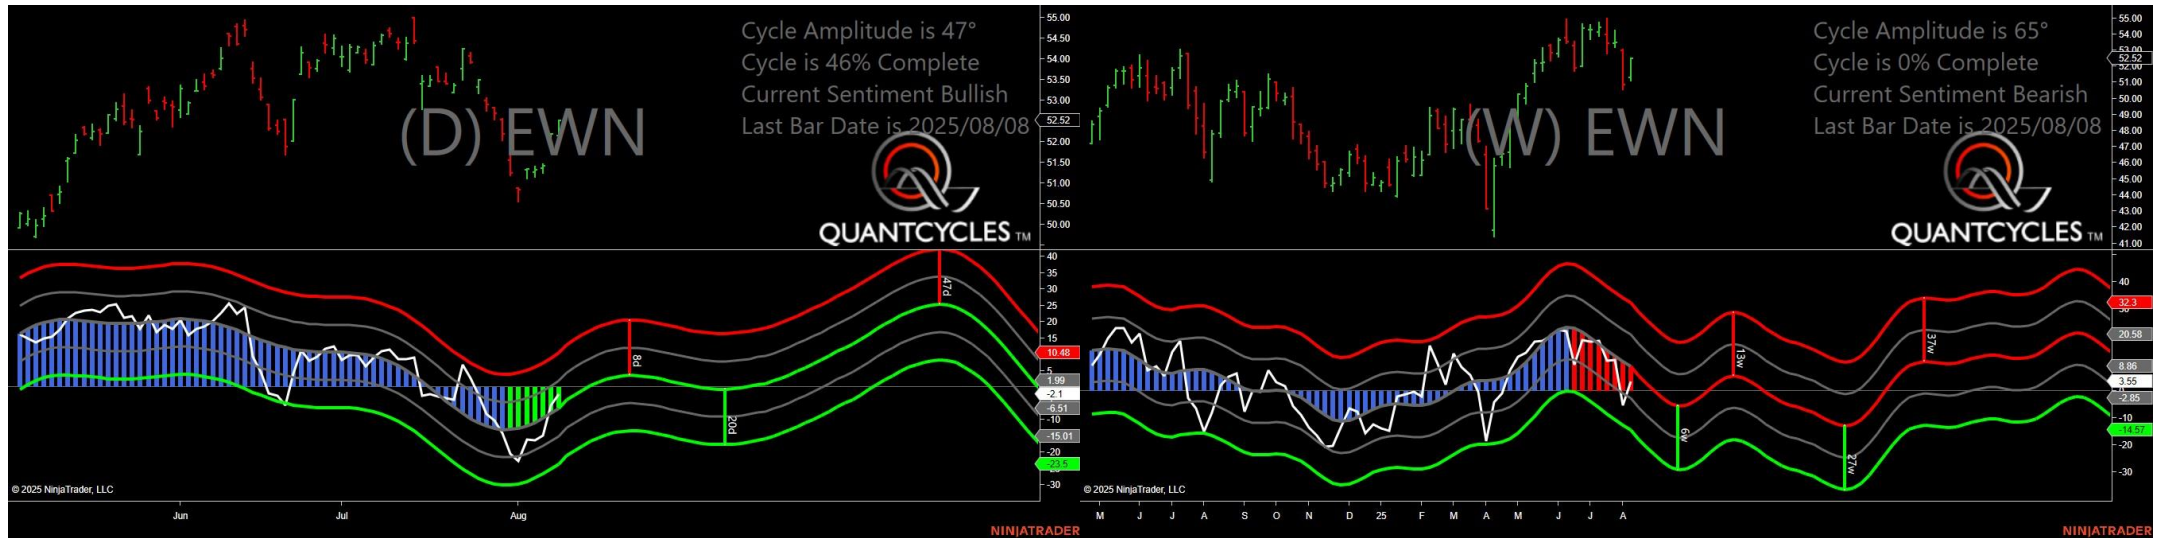 Cycle Amplitude is 47°
Cycle is 46% Complete
Current Sentiment Bullish
Last Bar Date is 2025/08/08
(D) EWN
QUANTCYCLES TM
55.00
54.50
54.00
53.50
53.00
52.52
52.00
51.50
51.00
50.50
50.00
47d
8d
20d
40
35
30
25
20
15
10.48
5
1.99
-2.1
-6.51
-10
-15.01
-20
-23.5
-30
© 2025 NinjaTrader, LLC
Jun
Jul
Aug
NINJATRADER
Cycle Amplitude is 65°
Cycle is 0% Complete
Current Sentiment Bearish
Last Bar Date is 2025/08/08
(W) EWN
QUANTCYCLES TM
55.00
54.00
53.00
52.52
52.00
51.00
50.00
49.00
48.00
47.00
46.00
45.00
44.00
43.00
42.00
41.00
13w
37w
6w
27w
40
32.3
30
20.58
8.86
3.55
-2.85
-10
-14.57
-20
-30
© 2025 NinjaTrader, LLC
M J J A S O N D 25 F M A M J J A
NINJATRADER